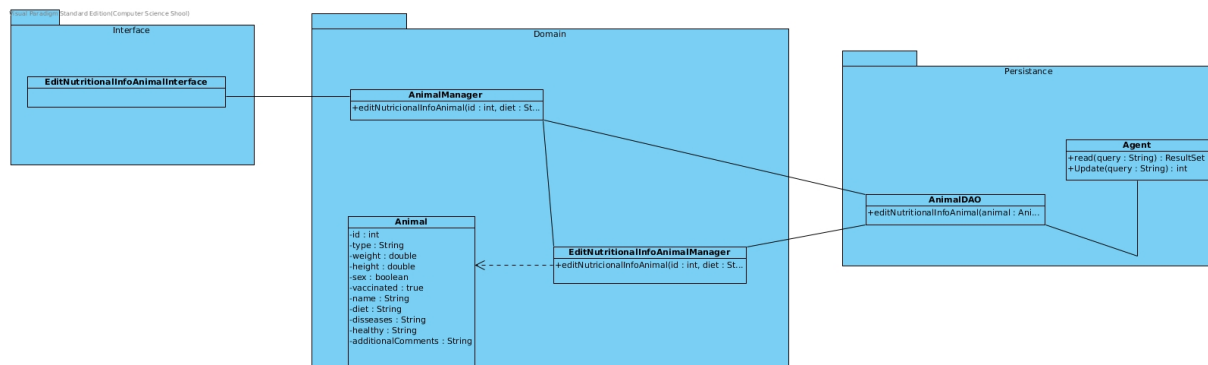 Visual Paradigm Standard Edition(Computer Science Shool)
Interface
EditNutritionalInfoAnimalInterface
Domain
AnimalManager
+editNutricionalInfoAnimal(id : int, diet : St...
Animal
-id : int
-type : String
-weight : double
-height : double
-sex : boolean
-vaccinated : true
-name : String
-diet : String
-disseases : String
-healthy : String
-additionalComments : String
EditNutritionalInfoAnimalManager
+editNutricionalInfoAnimal(id : int, diet : St...
Persistance
Agent
+read(query : String) : ResultSet
+Update(query : String) : int
AnimalDAO
+editNutritionalInfoAnimal(animal : Ani...